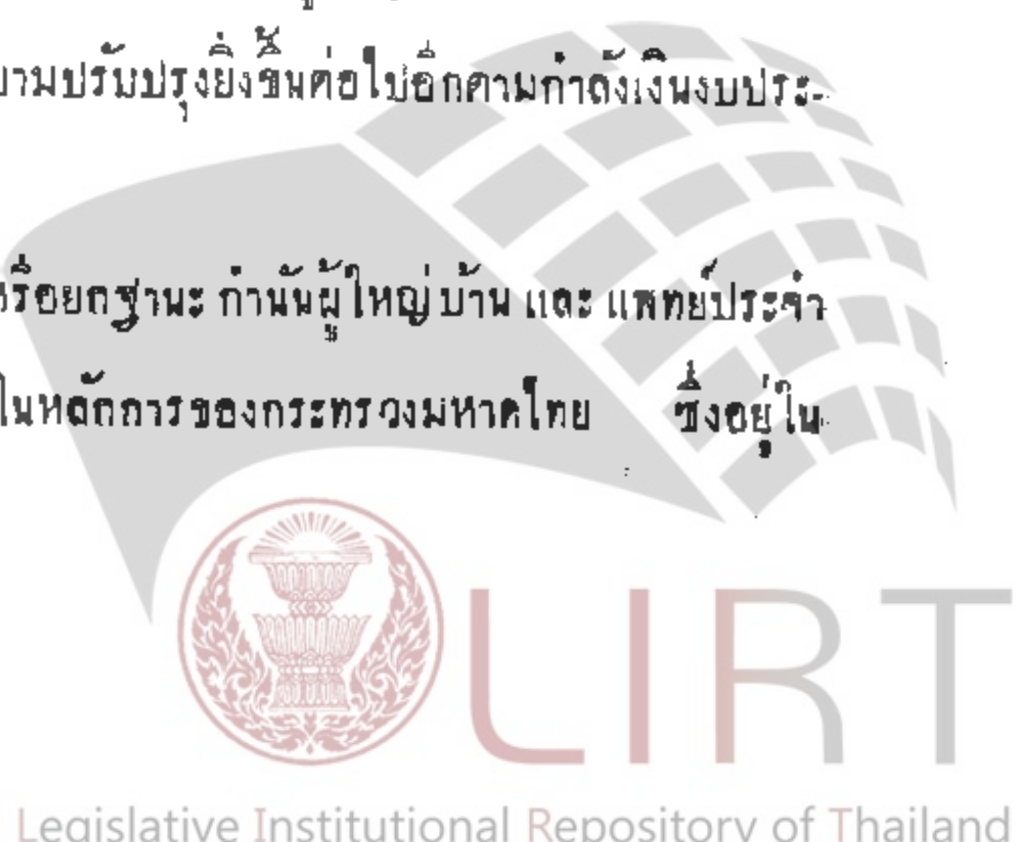 ยามปรับปรุงยิ่งขึ้นต่อไปอีกตามกำลังเงินงบประ-
หรือยกฐานะ กำนันผู้ใหญ่บ้าน และ แพทย์ประจำ
ในหลักการของกระทรวงมหาดไทย ซึ่งอยู่ใน
LIRT
Legislative Institutional Repository of Thailand